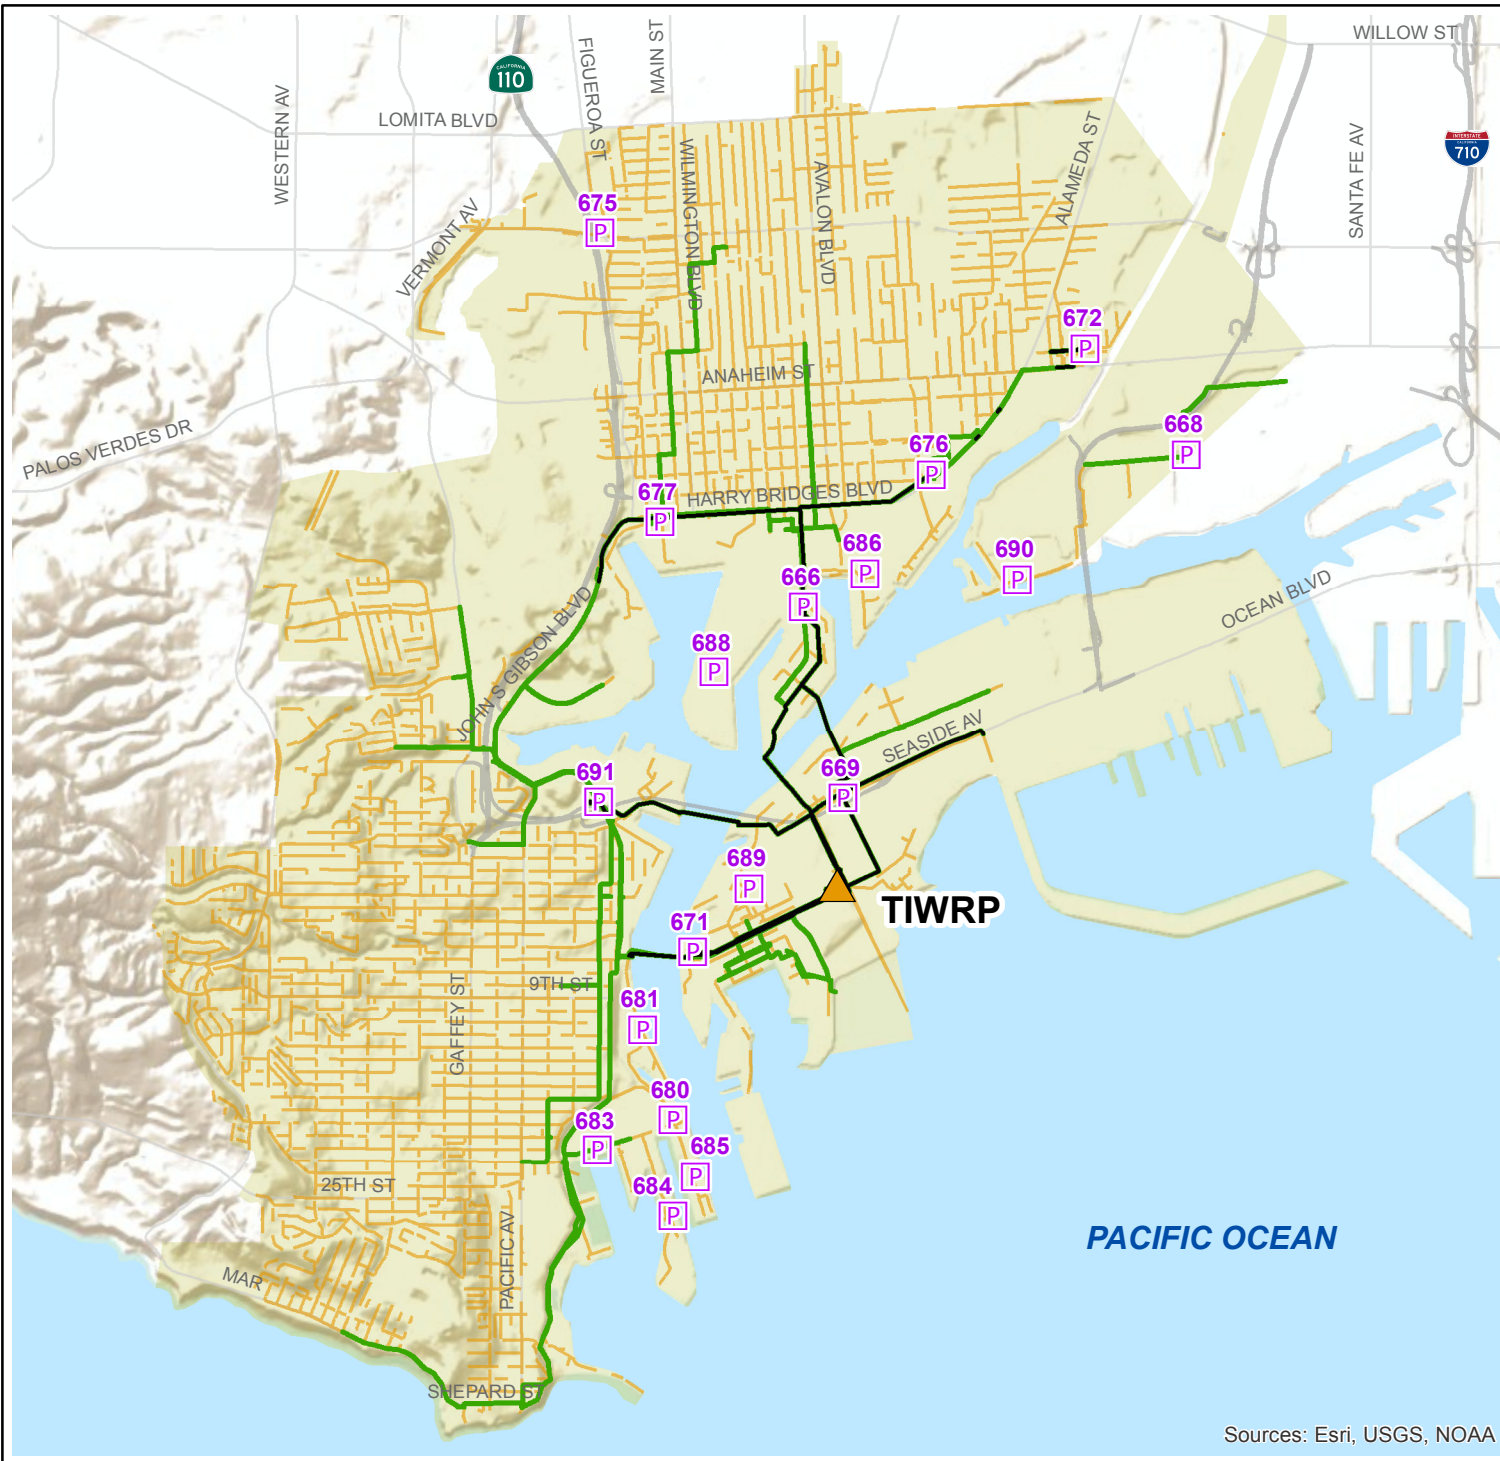 WILLOW ST
MAIN ST
FIGUEROA ST
CALIFORNIA
110
WESTERN AV
LOMITA BLVD
ALAMEDA ST
SANTA FE AV
INTERSTATE
CALIFORNIA
710
WILMINGTON BLVD
AVALON BLVD
VERMONT AV
675
P
672
P
ANAHEIM ST
PALOS VERDES DR
668
P
676
P
677
P
HARRY BRIDGES BLVD
686
P
690
P
666
P
OCEAN BLVD
688
P
JOHN S GIBSON BLVD
SEASIDE AV
691
P
669
P
689
P
TIWRP
671
P
9TH ST
GAFFEY ST
681
P
680
P
683
P
685
P
25TH ST
684
P
PACIFIC AV
PACIFIC OCEAN
MAR
SHEPARD ST
Sources: Esri, USGS, NOAA